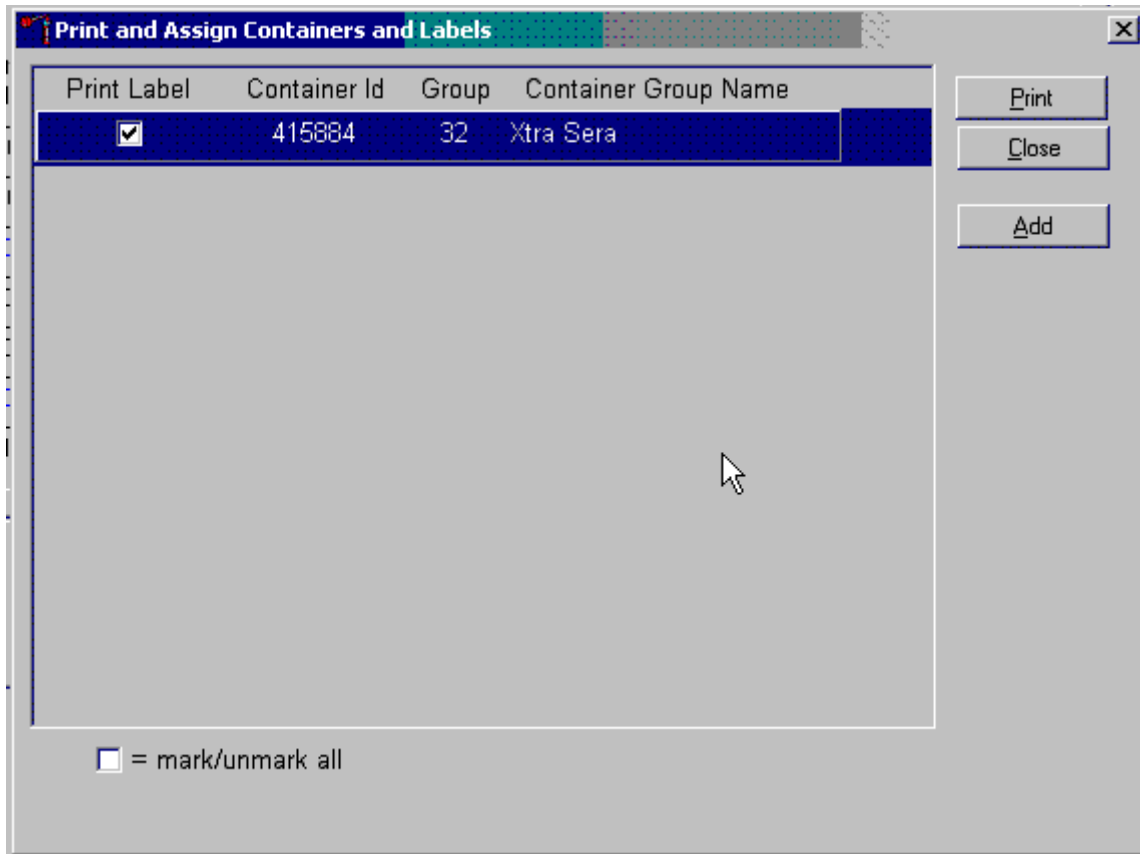 Print and Assign Containers and Labels
Print Label Container Id Group Container Group Name
415884 32 Xtra Sera
Print
Close
Add
= mark/unmark all